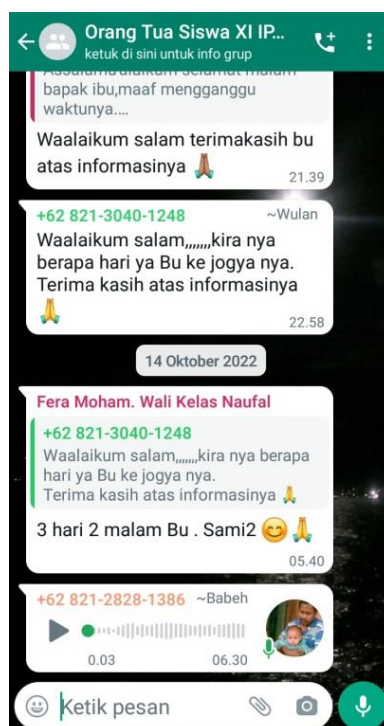 Orang Tua Siswa XI IP...
ketuk di sini untuk info grup
Assalamu'alaikum selamat malam
bapak ibu,maaf mengganggu
waktunya....
Waalaikum salam terimakasih bu
atas informasinya 🙏🏾
21.39
+62 821-3040-1248 ~Wulan
Waalaikum salam,,,,,,,kira nya
berapa hari ya Bu ke jogya nya.
Terima kasih atas informasinya
🙏
22.58
14 Oktober 2022
Fera Moham. Wali Kelas Naufal
+62 821-3040-1248
Waalaikum salam,,,,,,,kira nya berapa
hari ya Bu ke jogya nya.
Terima kasih atas informasinya 🙏
3 hari 2 malam Bu . Sami2 😊🙏
05.40
+62 821-2828-1386 ~Babeh
0.03 06.30
Ketik pesan